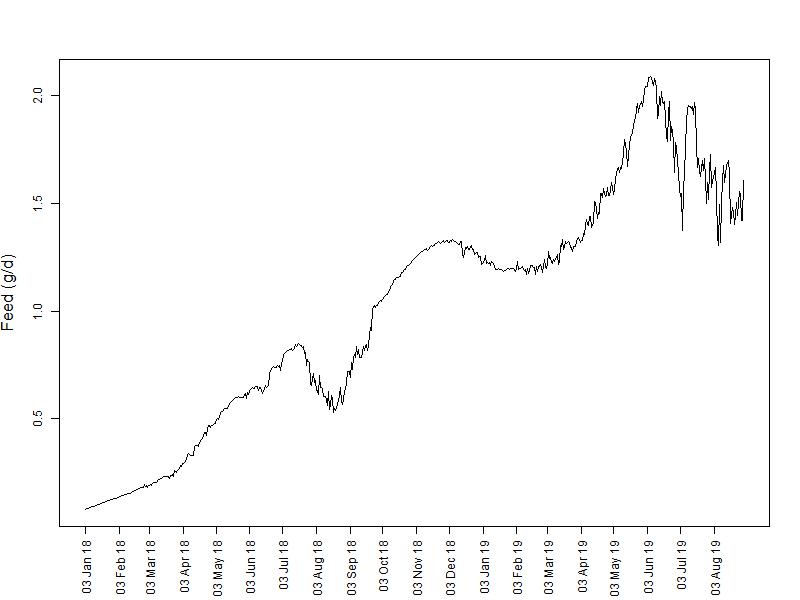 Feed (g/d)
2.0
1.5
1.0
0.5
03 Jan 18
03 Feb 18
03 Mar 18
03 Apr 18
03 May 18
03 Jun 18
03 Jul 18
03 Aug 18
03 Sep 18
03 Oct 18
03 Nov 18
03 Dec 18
03 Jan 19
03 Feb 19
03 Mar 19
03 Apr 19
03 May 19
03 Jun 19
03 Jul 19
03 Aug 19